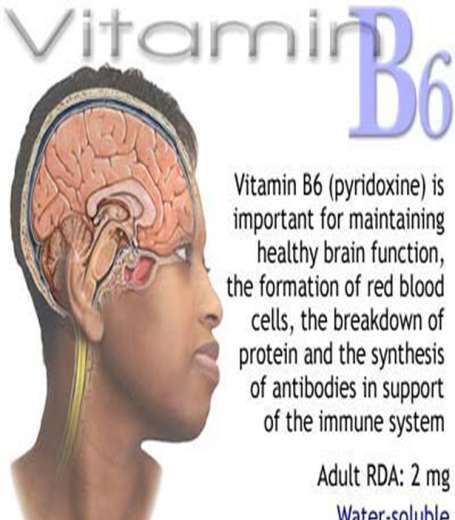 Vitamin
B6
Vitamin B6 (pyridoxine) is
important for maintaining
healthy brain function,
the formation of red blood
cells, the breakdown of
protein and the synthesis
of antibodies in support
of the immune system
Adult RDA: 2 mg
Water-soluble